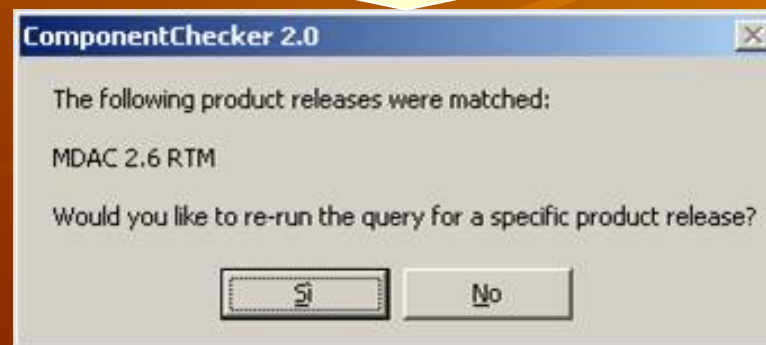 ComponentChecker 2.0
The following product releases were matched:
MDAC 2.6 RTM
Would you like to re-run the query for a specific product release?
Sì
No